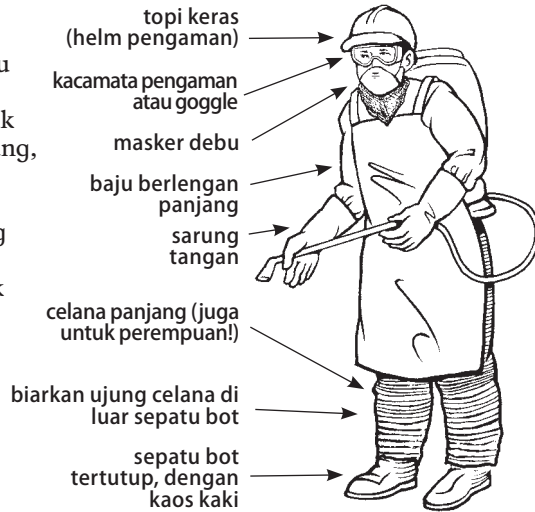 topi keras
(helm pengaman)
kacamata pengaman
atau goggle
masker debu
baju berlengan
panjang
sarung
tangan
celana panjang (juga
untuk perempuan!)
biarkan ujung celana di
luar sepatu bot
sepatu bot
tertutup, dengan
kaos kaki